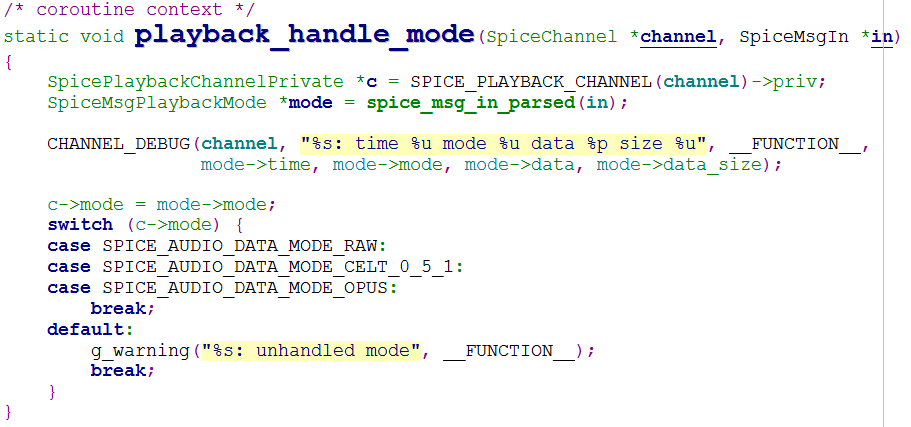 /* coroutine context */
static void playback_handle_mode(SpiceChannel *channel, SpiceMsgIn *in)
{
    SpicePlaybackChannelPrivate *c = SPICE_PLAYBACK_CHANNEL(channel)->priv;
    SpiceMsgPlaybackMode *mode = spice_msg_in_parsed(in);

    CHANNEL_DEBUG(channel, "%s: time %u mode %u data %p size %u", __FUNCTION__,
                  mode->time, mode->mode, mode->data, mode->data_size);

    c->mode = mode->mode;
    switch (c->mode) {
    case SPICE_AUDIO_DATA_MODE_RAW:
    case SPICE_AUDIO_DATA_MODE_CELT_0_5_1:
    case SPICE_AUDIO_DATA_MODE_OPUS:
        break;
    default:
        g_warning("%s: unhandled mode", __FUNCTION__);
        break;
    }
}